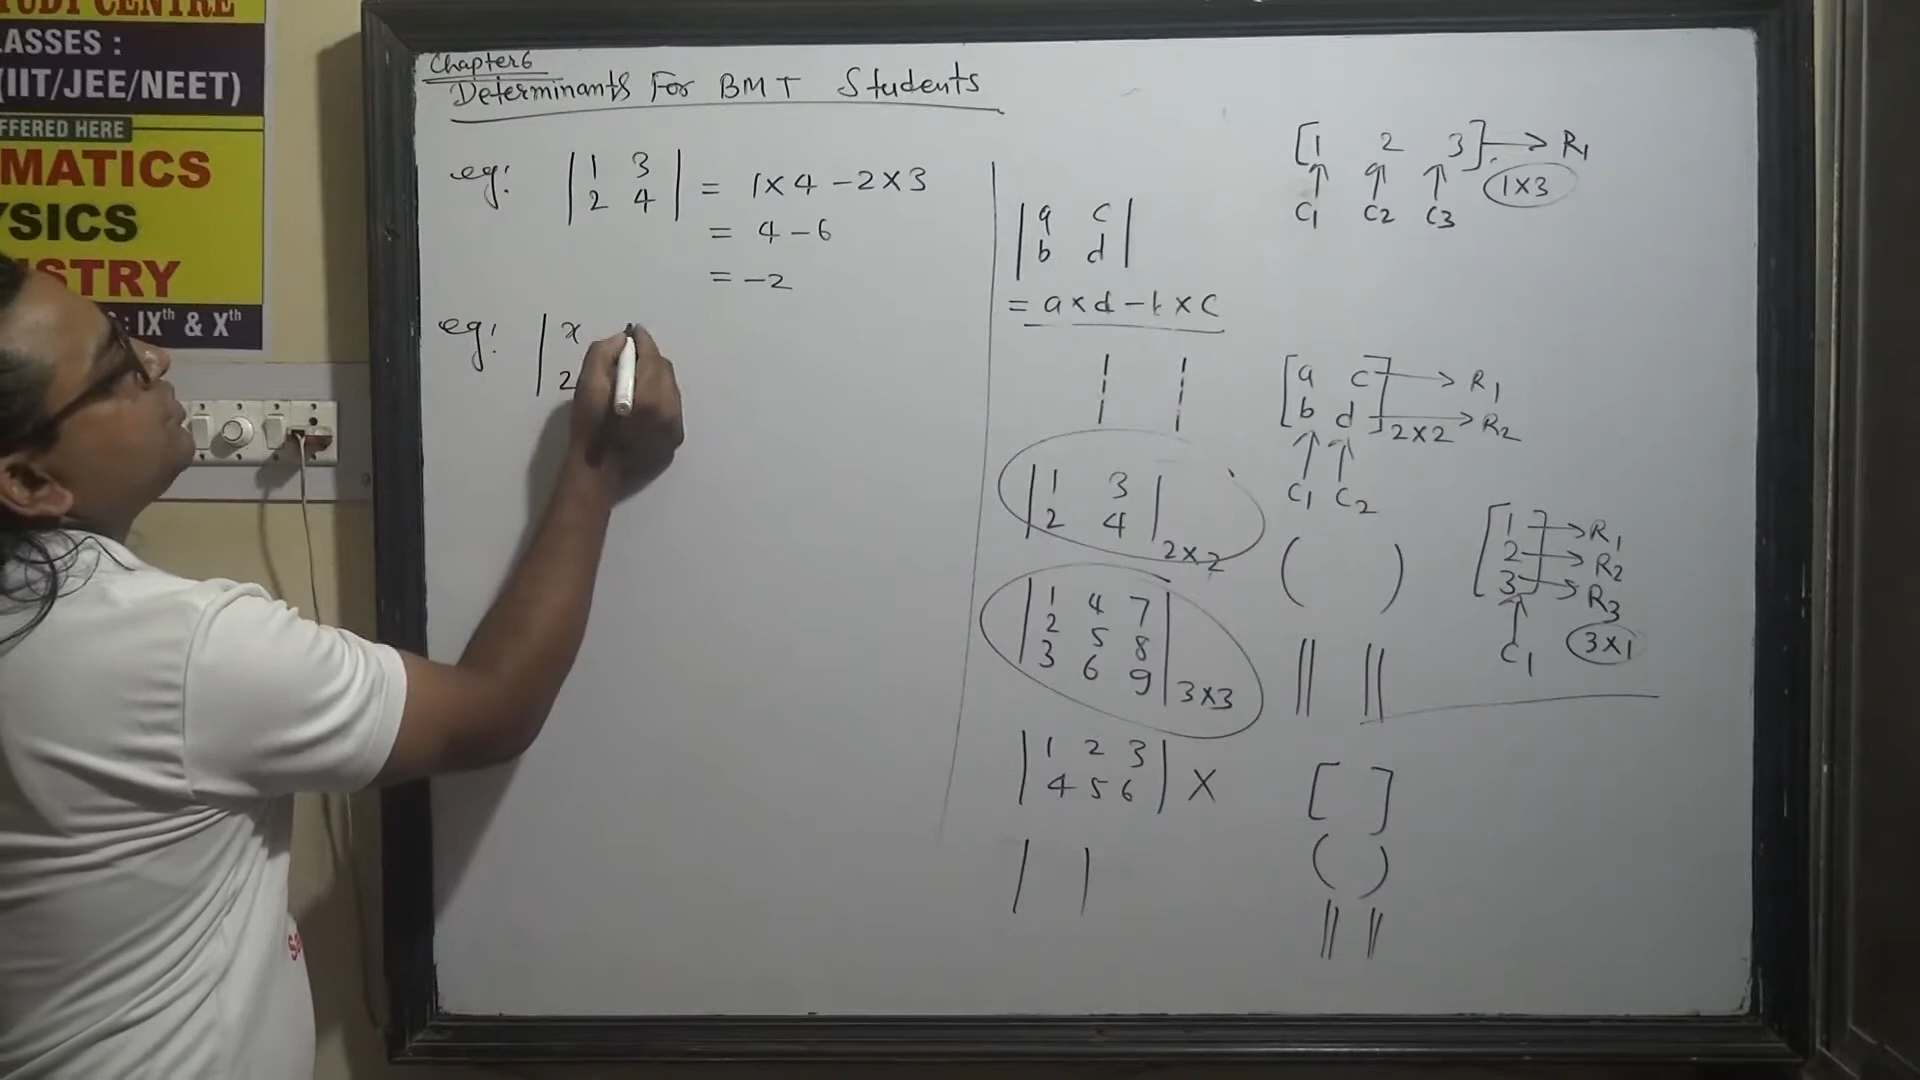 STUDY CENTRE
LASSES :
(IIT/JEE/NEET)
FFERED HERE
MATICS
YSICS
STRY
: IXth & Xth
Chapter 6
Determinants For BMT Students
eg: | 1 3 |
| 2 4 | = 1×4 - 2×3
= 4 - 6
= -2
eg: | x
| 2
| a c |
| b d |
= a×d - b×c
| 1 3 |
| 2 4 | 2×2
| 1 4 7 |
| 2 5 8 |
| 3 6 9 | 3×3
| 1 2 3 |
| 4 5 6 | X
| |
[1 2 3] → R1
1×3
C1 C2 C3
[a c] → R1
[b d] 2×2 → R2
C1 C2
( )
|| ||
[1] → R1
[2] → R2
[3] → R3
C1 3×1
[ ]
( )
|| ||